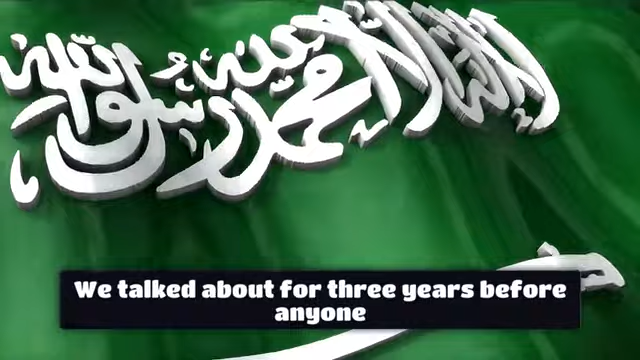 لا إله إلا الله محمد رسول الله
We talked about for three years before
anyone